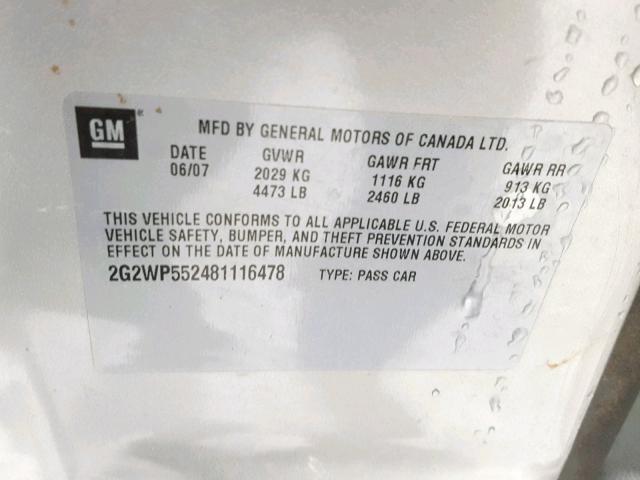 GM
MFD BY GENERAL MOTORS OF CANADA LTD.
DATE GVWR GAWR FRT GAWR RR
06/07 2029 KG 1116 KG 913 KG
4473 LB 2460 LB 2013 LB
THIS VEHICLE CONFORMS TO ALL APPLICABLE U.S. FEDERAL MOTOR
VEHICLE SAFETY, BUMPER, AND THEFT PREVENTION STANDARDS IN
EFFECT ON THE DATE OF MANUFACTURE SHOWN ABOVE.
2G2WP552481116478 TYPE: PASS CAR